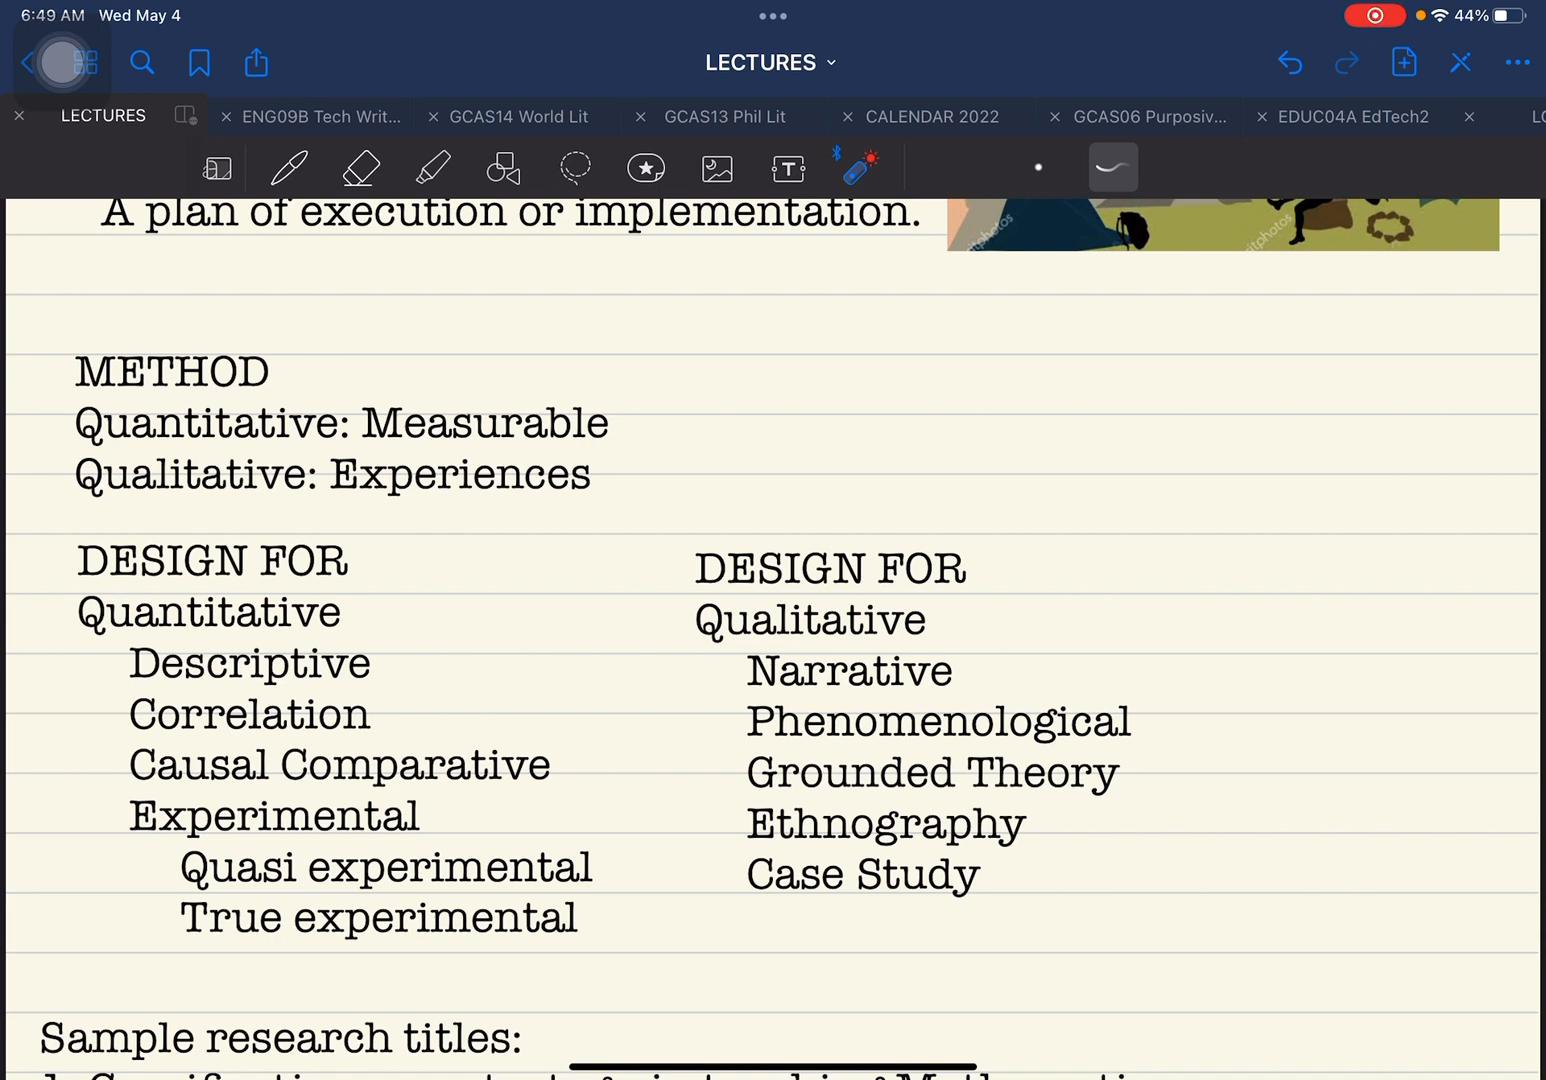 6:49 AM Wed May 4
44%
LECTURES
LECTURES
ENG09B Tech Writ...
GCAS14 World Lit
GCAS13 Phil Lit
CALENDAR 2022
GCAS06 Purposiv...
EDUC04A EdTech2
A plan of execution or implementation.
METHOD
Quantitative: Measurable
Qualitative: Experiences
DESIGN FOR
Quantitative
Descriptive
Correlation
Causal Comparative
Experimental
Quasi experimental
True experimental
DESIGN FOR
Qualitative
Narrative
Phenomenological
Grounded Theory
Ethnography
Case Study
Sample research titles: